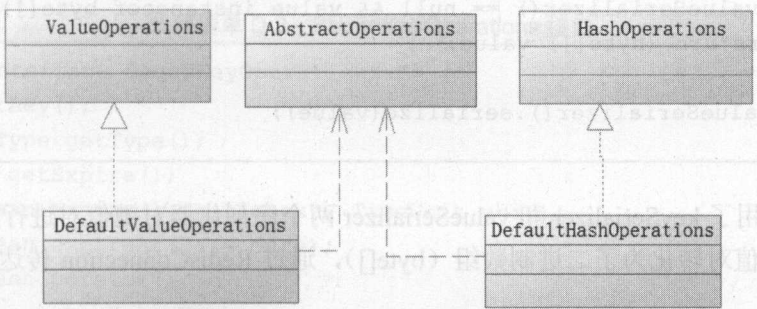 ValueOperations
AbstractOperations
HashOperations
DefaultValueOperations
DefaultHashOperations